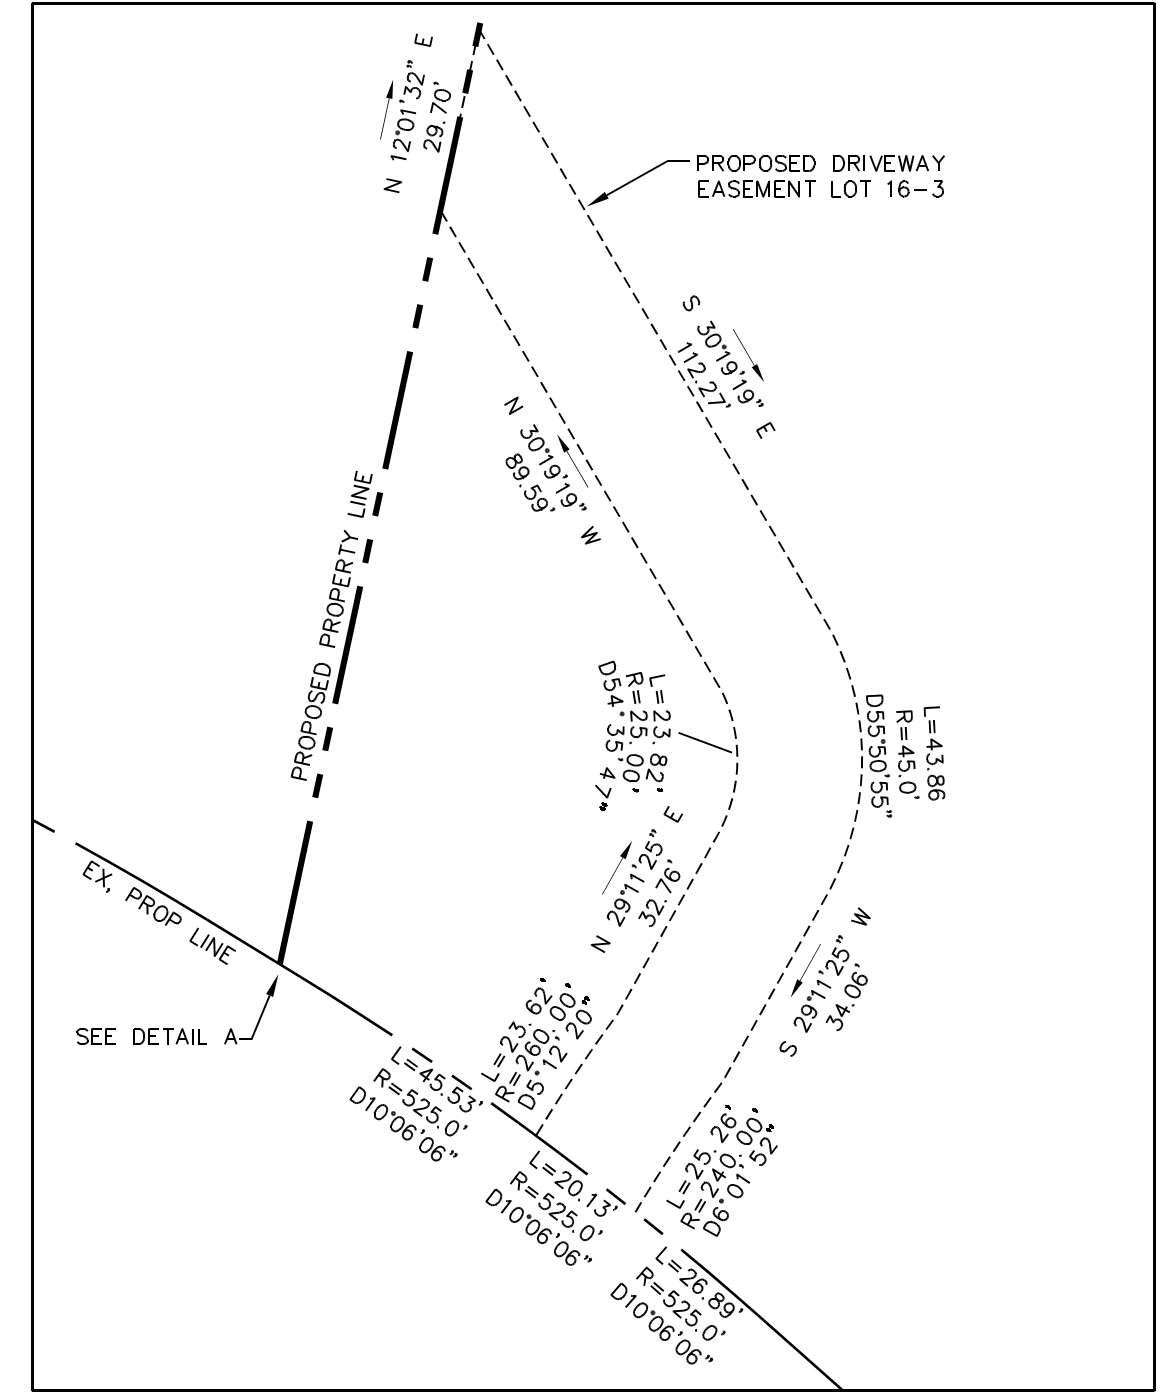 N 12°01'32" E
29.70'
PROPOSED DRIVEWAY
EASEMENT LOT 16-3
S 30°19'19" E
112.27'
N 30°19'19" W
89.59'
PROPOSED PROPERTY LINE
L=23.82'
R=25.00'
D54°35'47"
L=43.86
R=45.0'
D55°50'55"
N 29°11'25" E
32.76'
EX, PROP LINE
S 29°11'25" W
34.06'
SEE DETAIL A
L=23.62'
R=260.00'
D5°12'20"
L=45.53'
R=525.0'
D10°06'06"
L=25.26'
R=240.00'
D6°01'52"
L=20.13'
R=525.0'
D10°06'06"
L=26.89'
R=525.0'
D10°06'06"